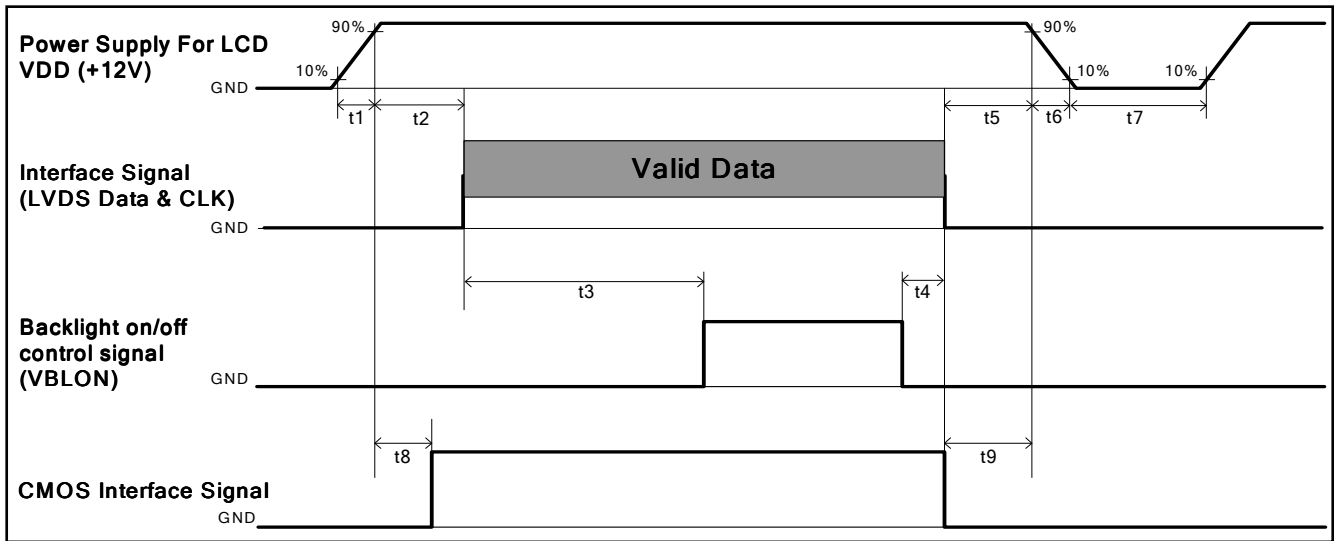 Power Supply For LCD
VDD (+12V)
90%
10%
GND
t1
t2
90%
10%
10%
t5
t6
t7
Interface Signal
(LVDS Data & CLK)
GND
Valid Data
t3
t4
Backlight on/off
control signal
(VBLON)
GND
t8
t9
CMOS Interface Signal
GND